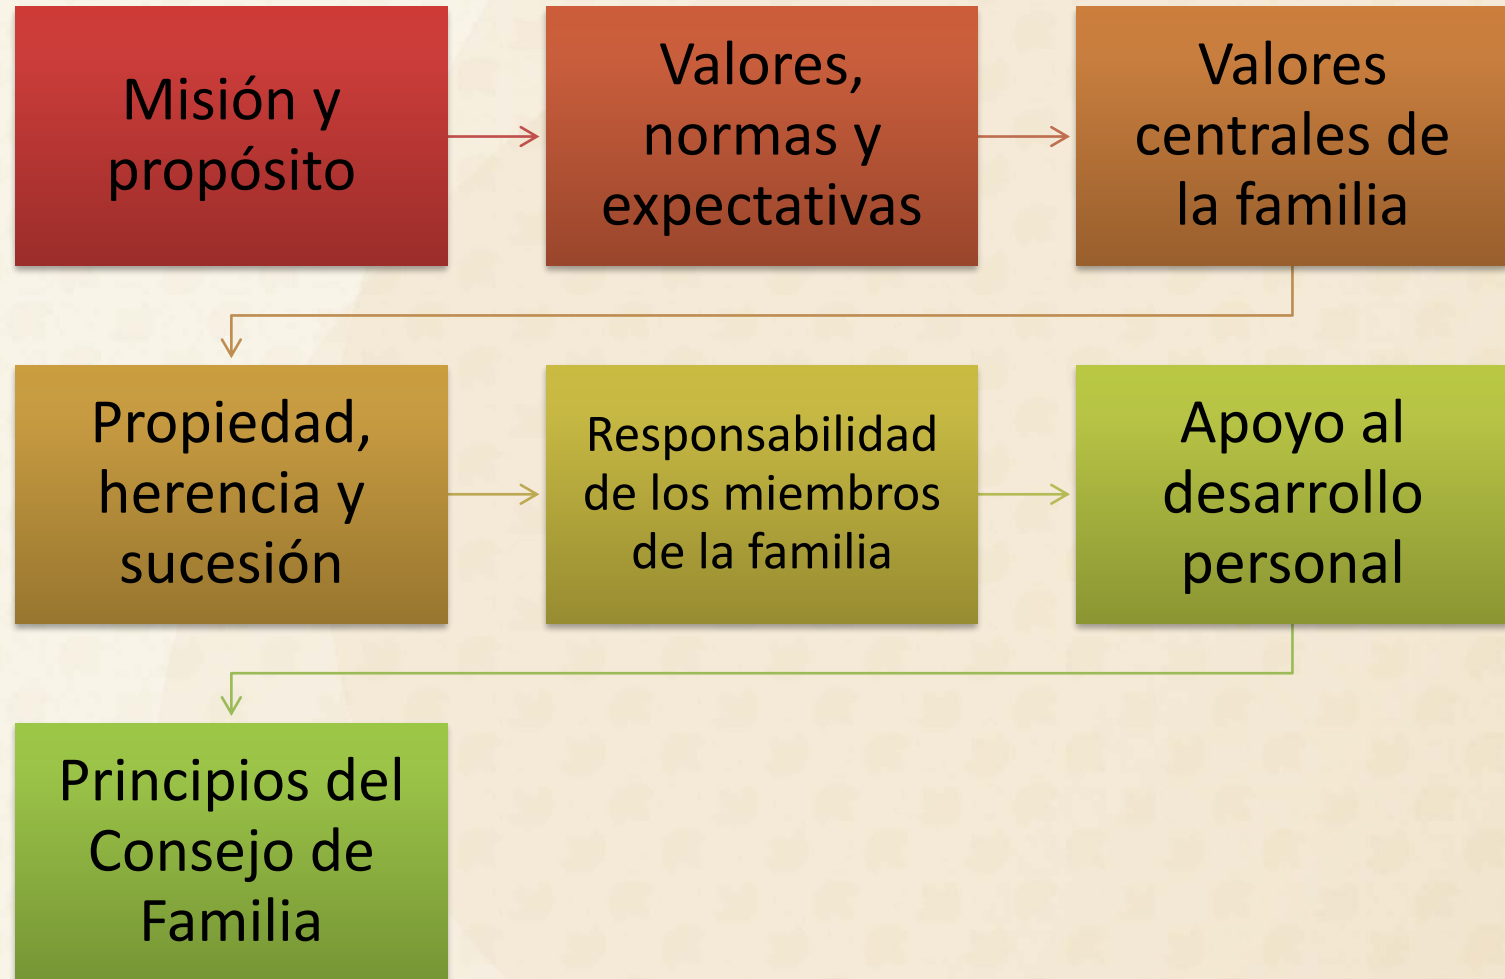 Misión y
propósito
Valores,
normas y
expectativas
Valores
centrales de
la familia
Propiedad,
herencia y
sucesión
Responsabilidad
de los miembros
de la familia
Apoyo al
desarrollo
personal
Principios del
Consejo de
Familia